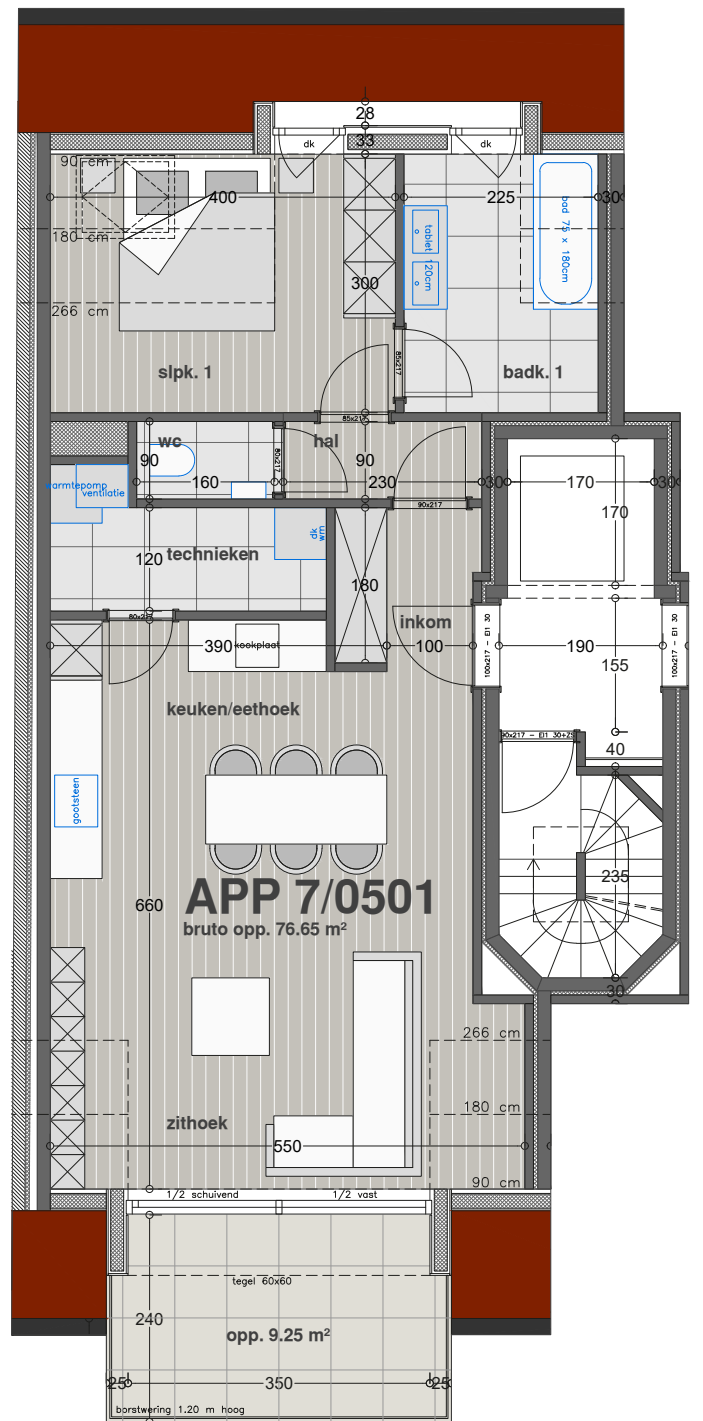 28
dk
dk
33
90 cm
400
225
30
180 cm
tablet 120cm
bad 75 x 180cm
266 cm
300
slpk. 1
85x217
badk. 1
85x217
wc
hal
90
80x217
90
160
230
30
170
30
warmtepomp
ventilatie
90x217
170
dk
wm
technieken
120
180
80x217
inkom
100x217 - EI1 30
100x217 - EI1 30
390
kookplaat
100
190
155
keuken/eethoek
90x217 - EI1 30+ZS
40
gootsteen
235
660
APP 7/0501
bruto opp. 76.65 m²
30
266 cm
180 cm
zithoek
550
90 cm
1/2 schuivend
1/2 vast
tegel 60x60
240
opp. 9.25 m²
25
350
25
borstwering 1.20 m hoog